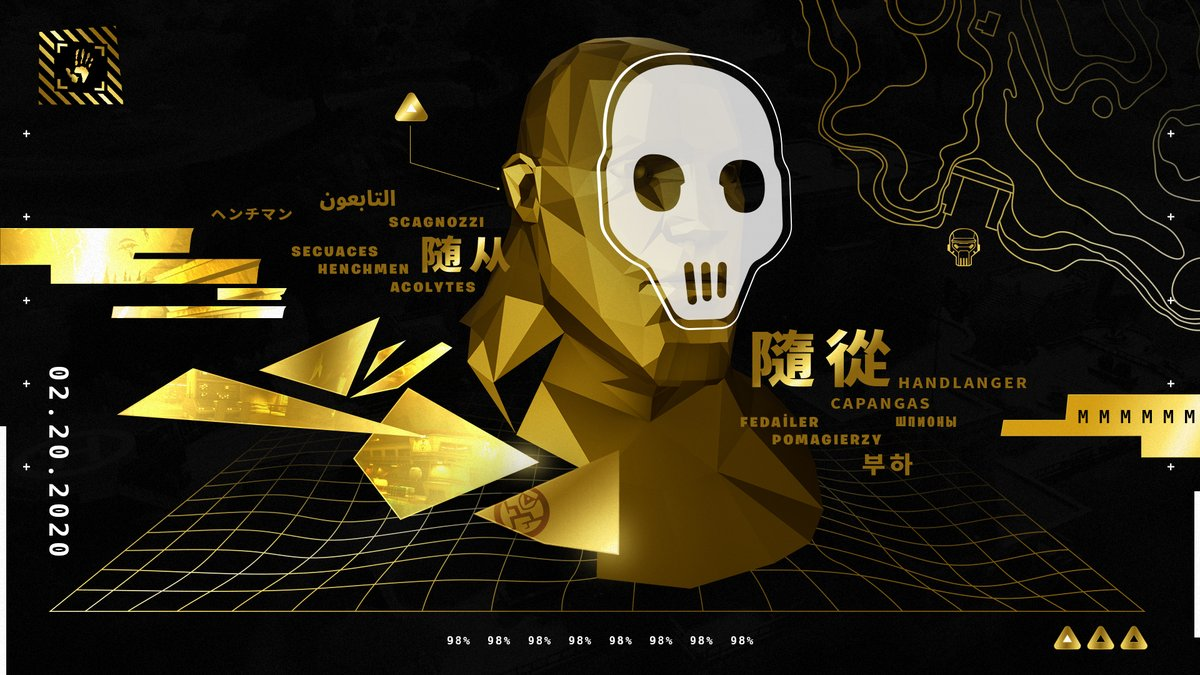 ヘンチマン
التابعون
SCAGNOZZI
SECUACES
随从
HENCHMEN
ACOLYTES
隨從
HANDLANGER
CAPANGAS
FEDAİLER
шпионы
POMAGIERZY
부하
M M M M M M
02.20.2020
98% 98% 98% 98% 98% 98% 98% 98%